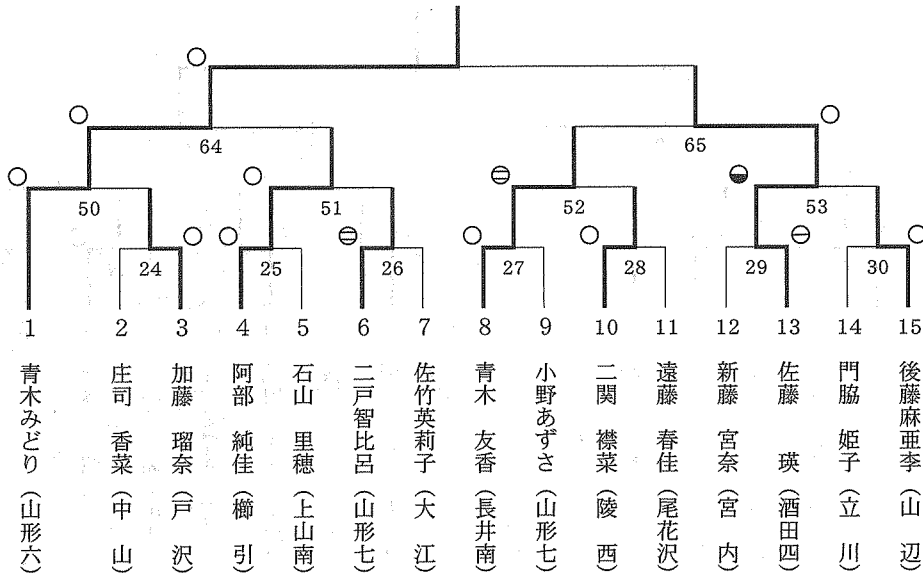 64
65
50
51
52
53
24
25
26
27
28
29
30
1
2
3
4
5
6
7
8
9
10
11
12
13
14
15
青木みどり（山形六）
庄司 香菜（中 山）
加藤 瑠奈（戸 沢）
阿部 純佳（櫛 引）
石山 里穂（上山南）
二戸智比呂（山形七）
佐竹英莉子（大 江）
青木 友香（長井南）
小野あずさ（山形七）
二関 襟菜（陵 西）
遠藤 春佳（尾花沢）
新藤 宮奈（宮 内）
佐藤 瑛（酒田四）
門脇 姫子（立 川）
後藤麻亜李（山 辺）